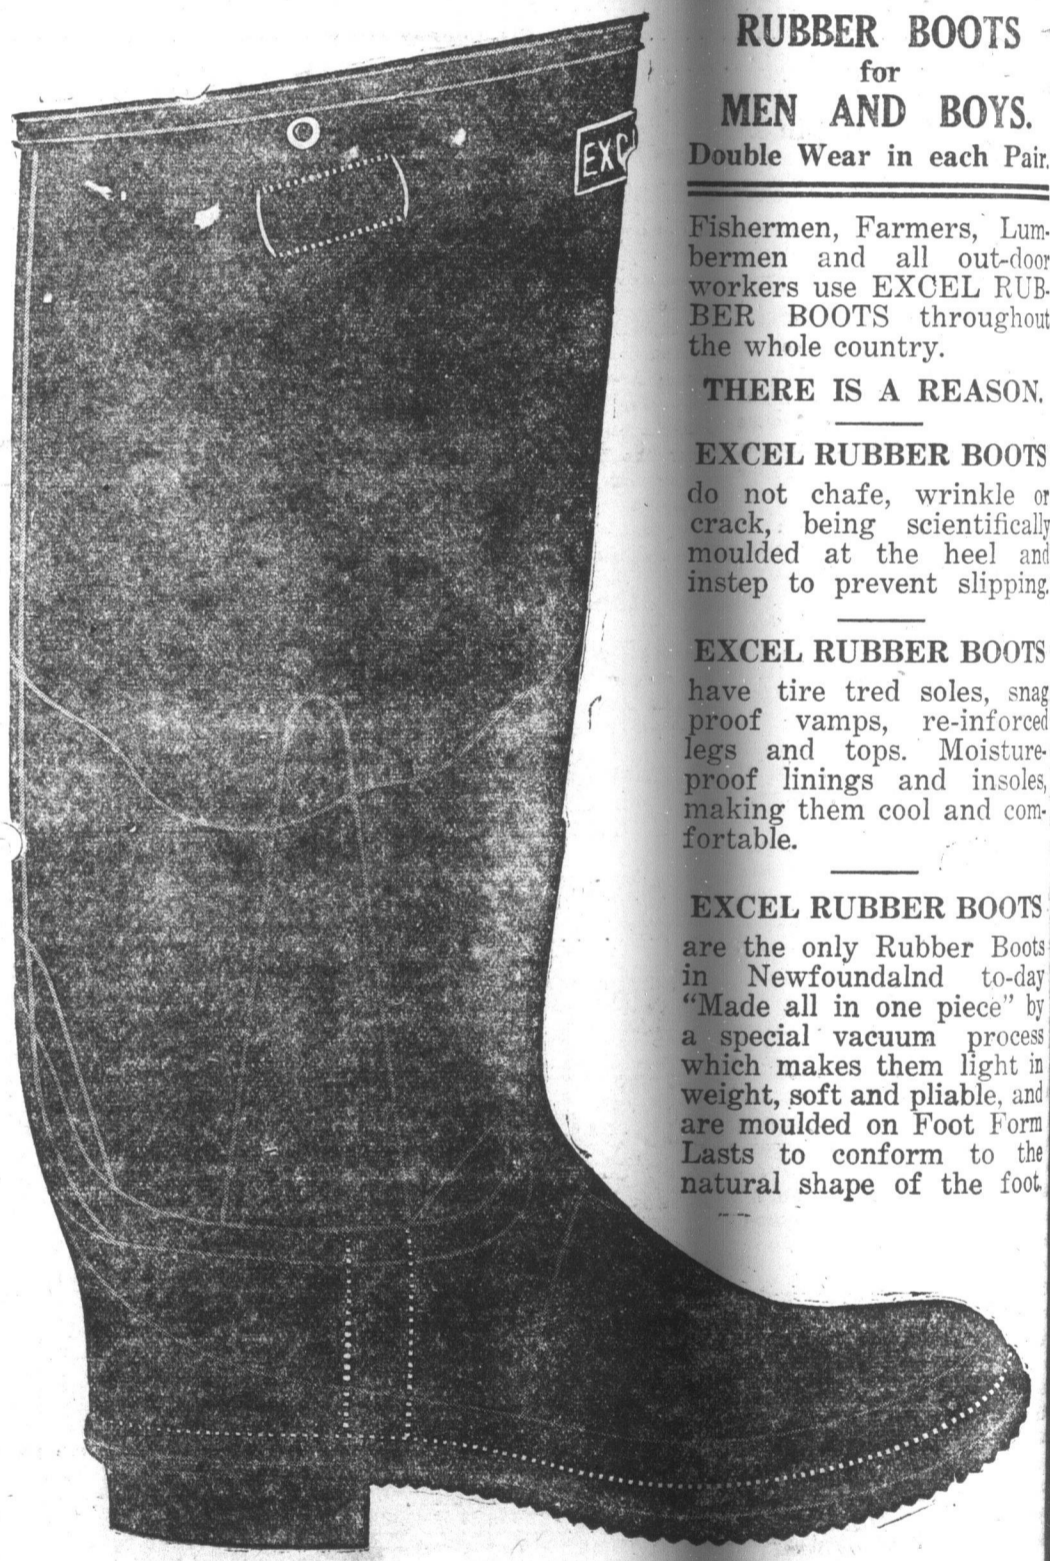 RUBBER BOOTS
for
MEN AND BOYS.
Double Wear in each Pair.
EXC
Fishermen, Farmers, Lum-
bermen and all out-door
workers use EXCEL RUB-
BER BOOTS throughout
the whole country.
THERE IS A REASON.
EXCEL RUBBER BOOTS
do not chafe, wrinkle or
crack, being scientifically
moulded at the heel and
instep to prevent slipping.
EXCEL RUBBER BOOTS
have tire tred soles, snag
proof vamps, re-inforced
legs and tops. Moisture-
proof linings and insoles,
making them cool and com-
fortable.
EXCEL RUBBER BOOTS
are the only Rubber Boots
in Newfoundalnd to-day
"Made all in one piece" by
a special vacuum process
which makes them light in
weight, soft and pliable, and
are moulded on Foot Form
Lasts to conform to the
natural shape of the foot.